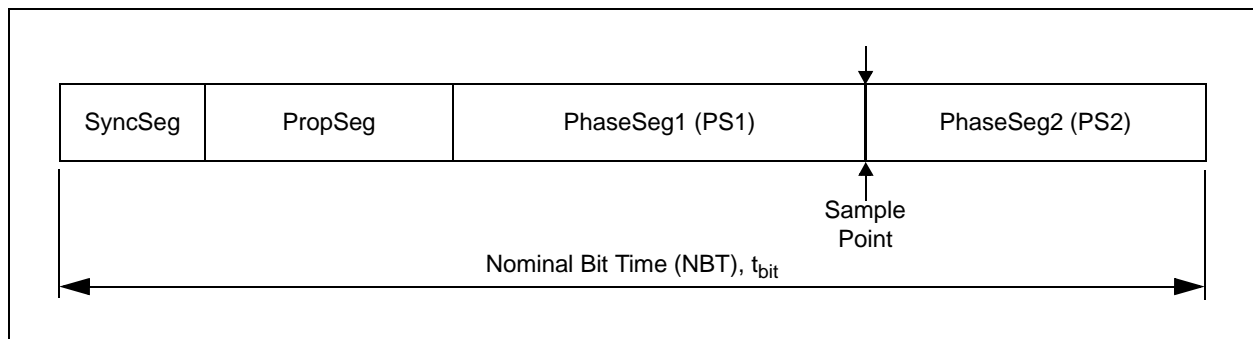 SyncSeg
PropSeg
PhaseSeg1 (PS1)
PhaseSeg2 (PS2)
Sample
Point
Nominal Bit Time (NBT), tbit